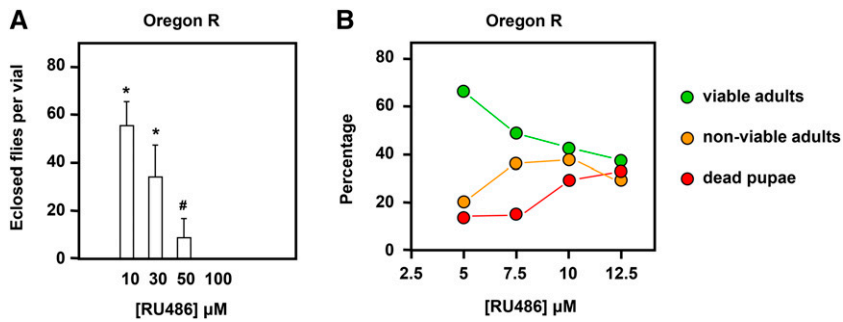 A
Oregon R
Eclosed flies per vial
80
60
40
20
0
*
*
#
10 30 50 100
[RU486] µM
B
Oregon R
Percentage
80
60
40
20
0
2.5 5 7.5 10 12.5
[RU486] µM
viable adults
non-viable adults
dead pupae